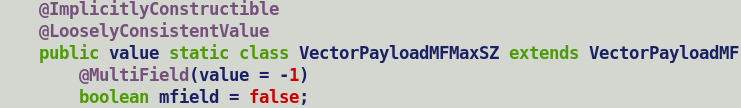 @ImplicitlyConstructible
@LooselyConsistentValue
public value static class VectorPayloadMFMaxSZ extends VectorPayloadMF
@MultiField(value = -1)
boolean mfield = false;